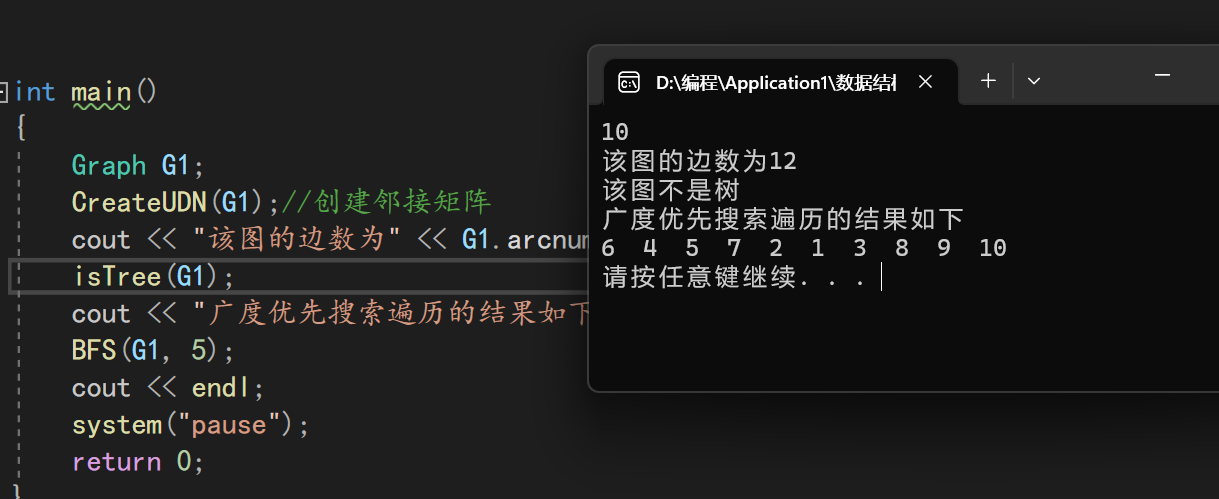 int main()
{
Graph G1;
CreateUDN(G1);//创建邻接矩阵
cout << "该图的边数为" << G1.arcnum
isTree(G1);
cout << "广度优先搜索遍历的结果如下
BFS(G1, 5);
cout << endl;
system("pause");
return 0;
}
D:\编程\Application1\数据结构
10
该图的边数为12
该图不是树
广度优先搜索遍历的结果如下
6 4 5 7 2 1 3 8 9 10
请按任意键继续. . .